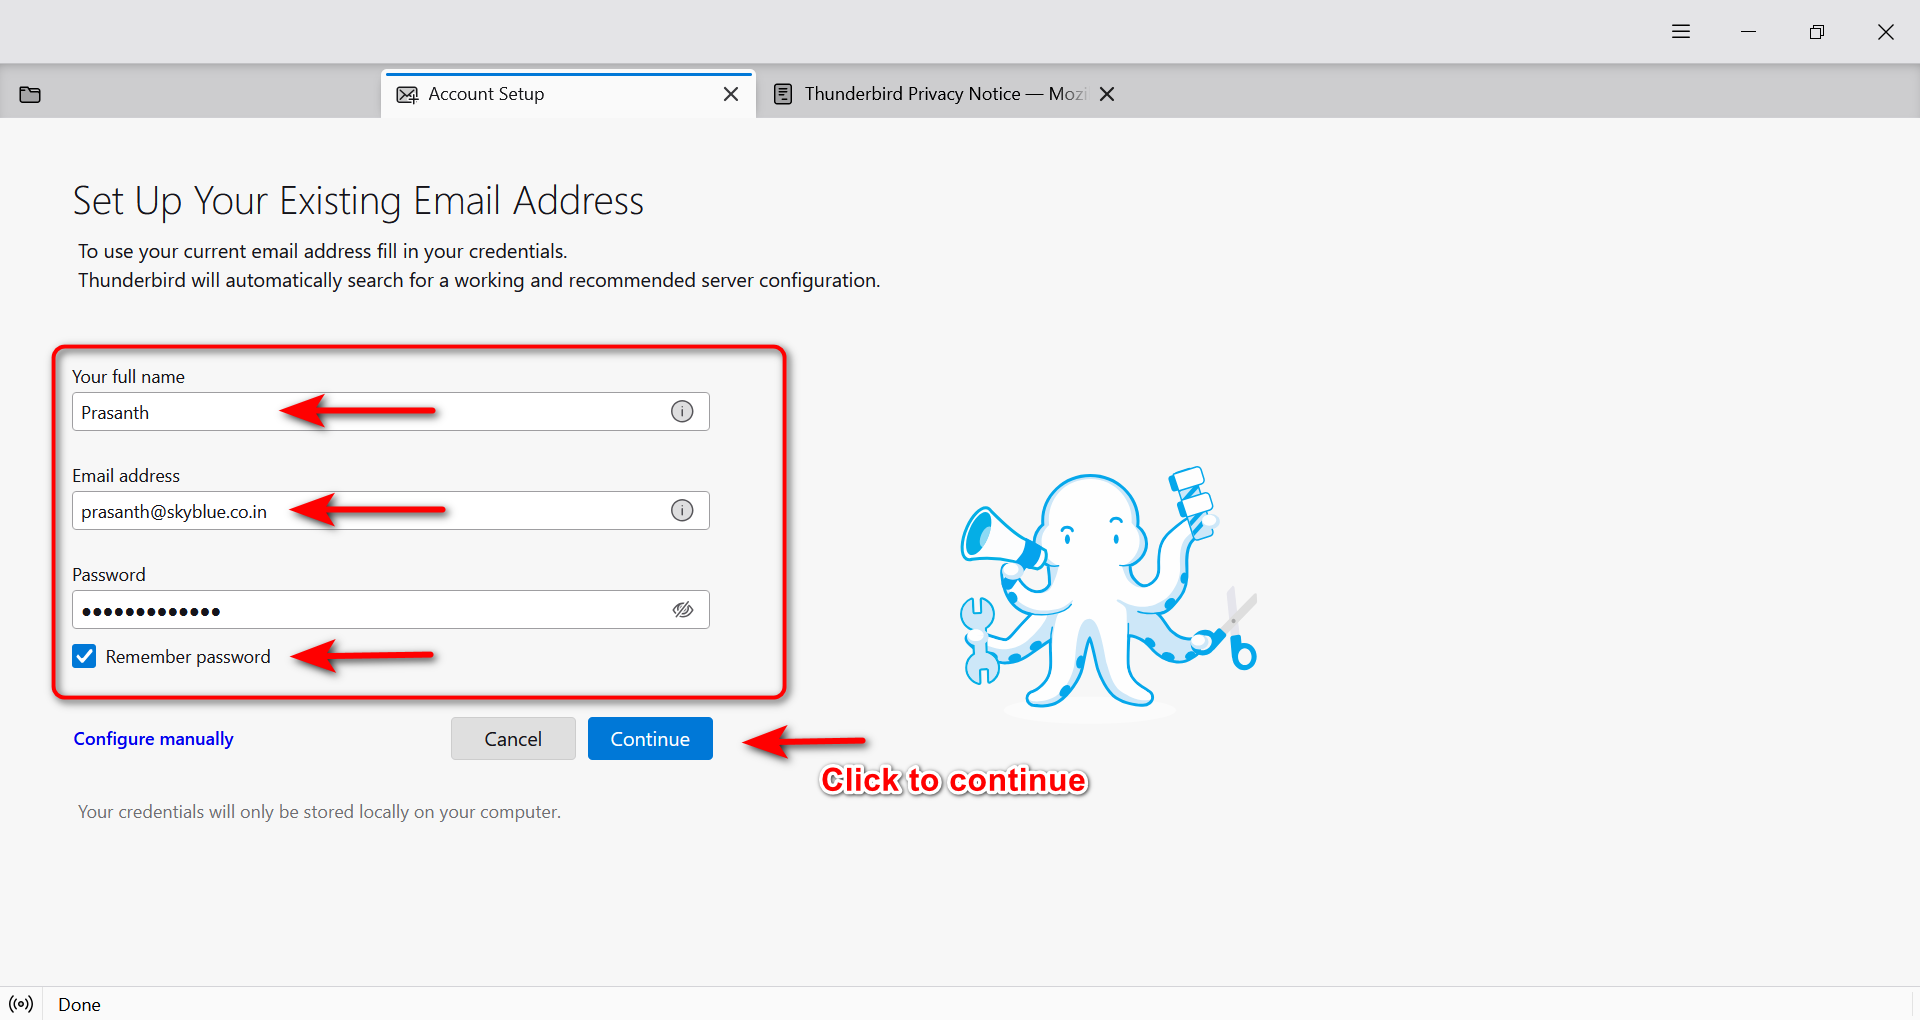 Account Setup
Thunderbird Privacy Notice — Mozi
Set Up Your Existing Email Address
To use your current email address fill in your credentials.
Thunderbird will automatically search for a working and recommended server configuration.
Your full name
Prasanth
Email address
prasanth@skyblue.co.in
Password
●●●●●●●●●●●●●
Remember password
Configure manually
Cancel
Continue
Click to continue
Your credentials will only be stored locally on your computer.
Done